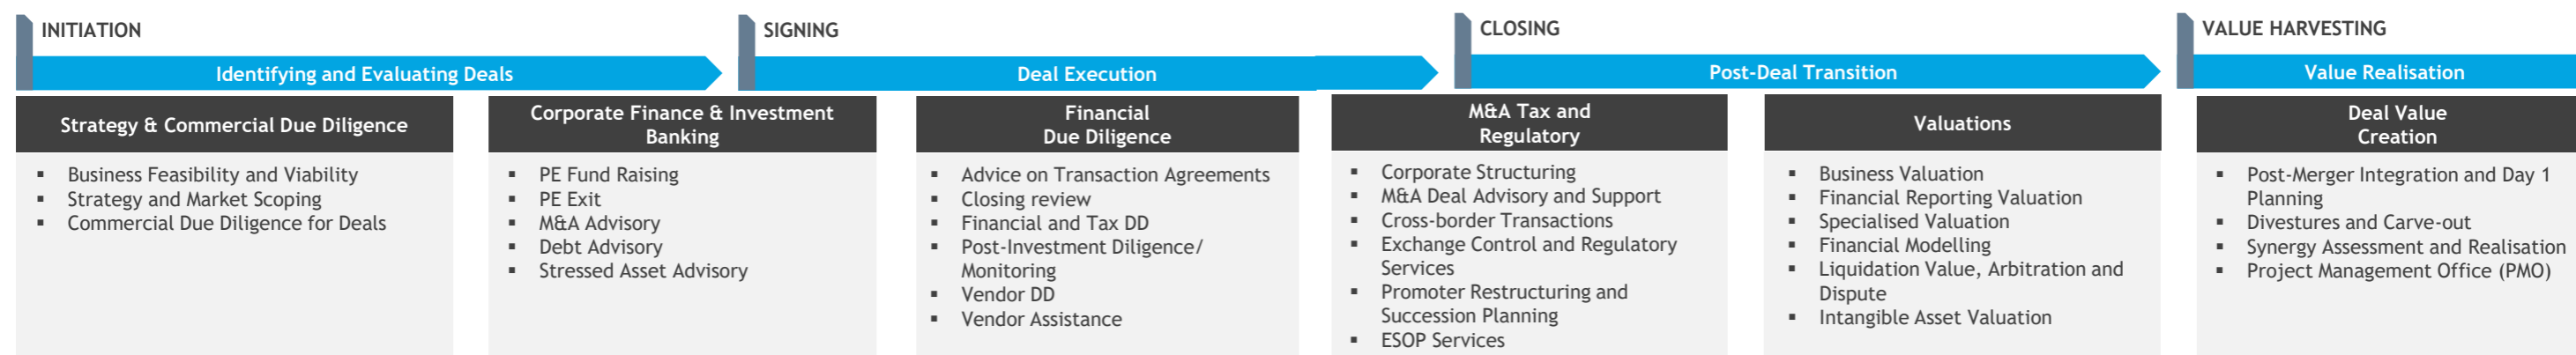 INITIATION
Identifying and Evaluating Deals
SIGNING
Deal Execution
CLOSING
Post-Deal Transition
VALUE HARVESTING
Value Realisation
Strategy & Commercial Due Diligence
▪ Business Feasibility and Viability
▪ Strategy and Market Scoping
▪ Commercial Due Diligence for Deals
Corporate Finance & Investment
Banking
▪ PE Fund Raising
▪ PE Exit
▪ M&A Advisory
▪ Debt Advisory
▪ Stressed Asset Advisory
Financial
Due Diligence
▪ Advice on Transaction Agreements
▪ Closing review
▪ Financial and Tax DD
▪ Post-Investment Diligence/
Monitoring
▪ Vendor DD
▪ Vendor Assistance
M&A Tax and
Regulatory
▪ Corporate Structuring
▪ M&A Deal Advisory and Support
▪ Cross-border Transactions
▪ Exchange Control and Regulatory
Services
▪ Promoter Restructuring and
Succession Planning
▪ ESOP Services
Valuations
▪ Business Valuation
▪ Financial Reporting Valuation
▪ Specialised Valuation
▪ Financial Modelling
▪ Liquidation Value, Arbitration and
Dispute
▪ Intangible Asset Valuation
Deal Value
Creation
▪ Post-Merger Integration and Day 1
Planning
▪ Divestures and Carve-out
▪ Synergy Assessment and Realisation
▪ Project Management Office (PMO)